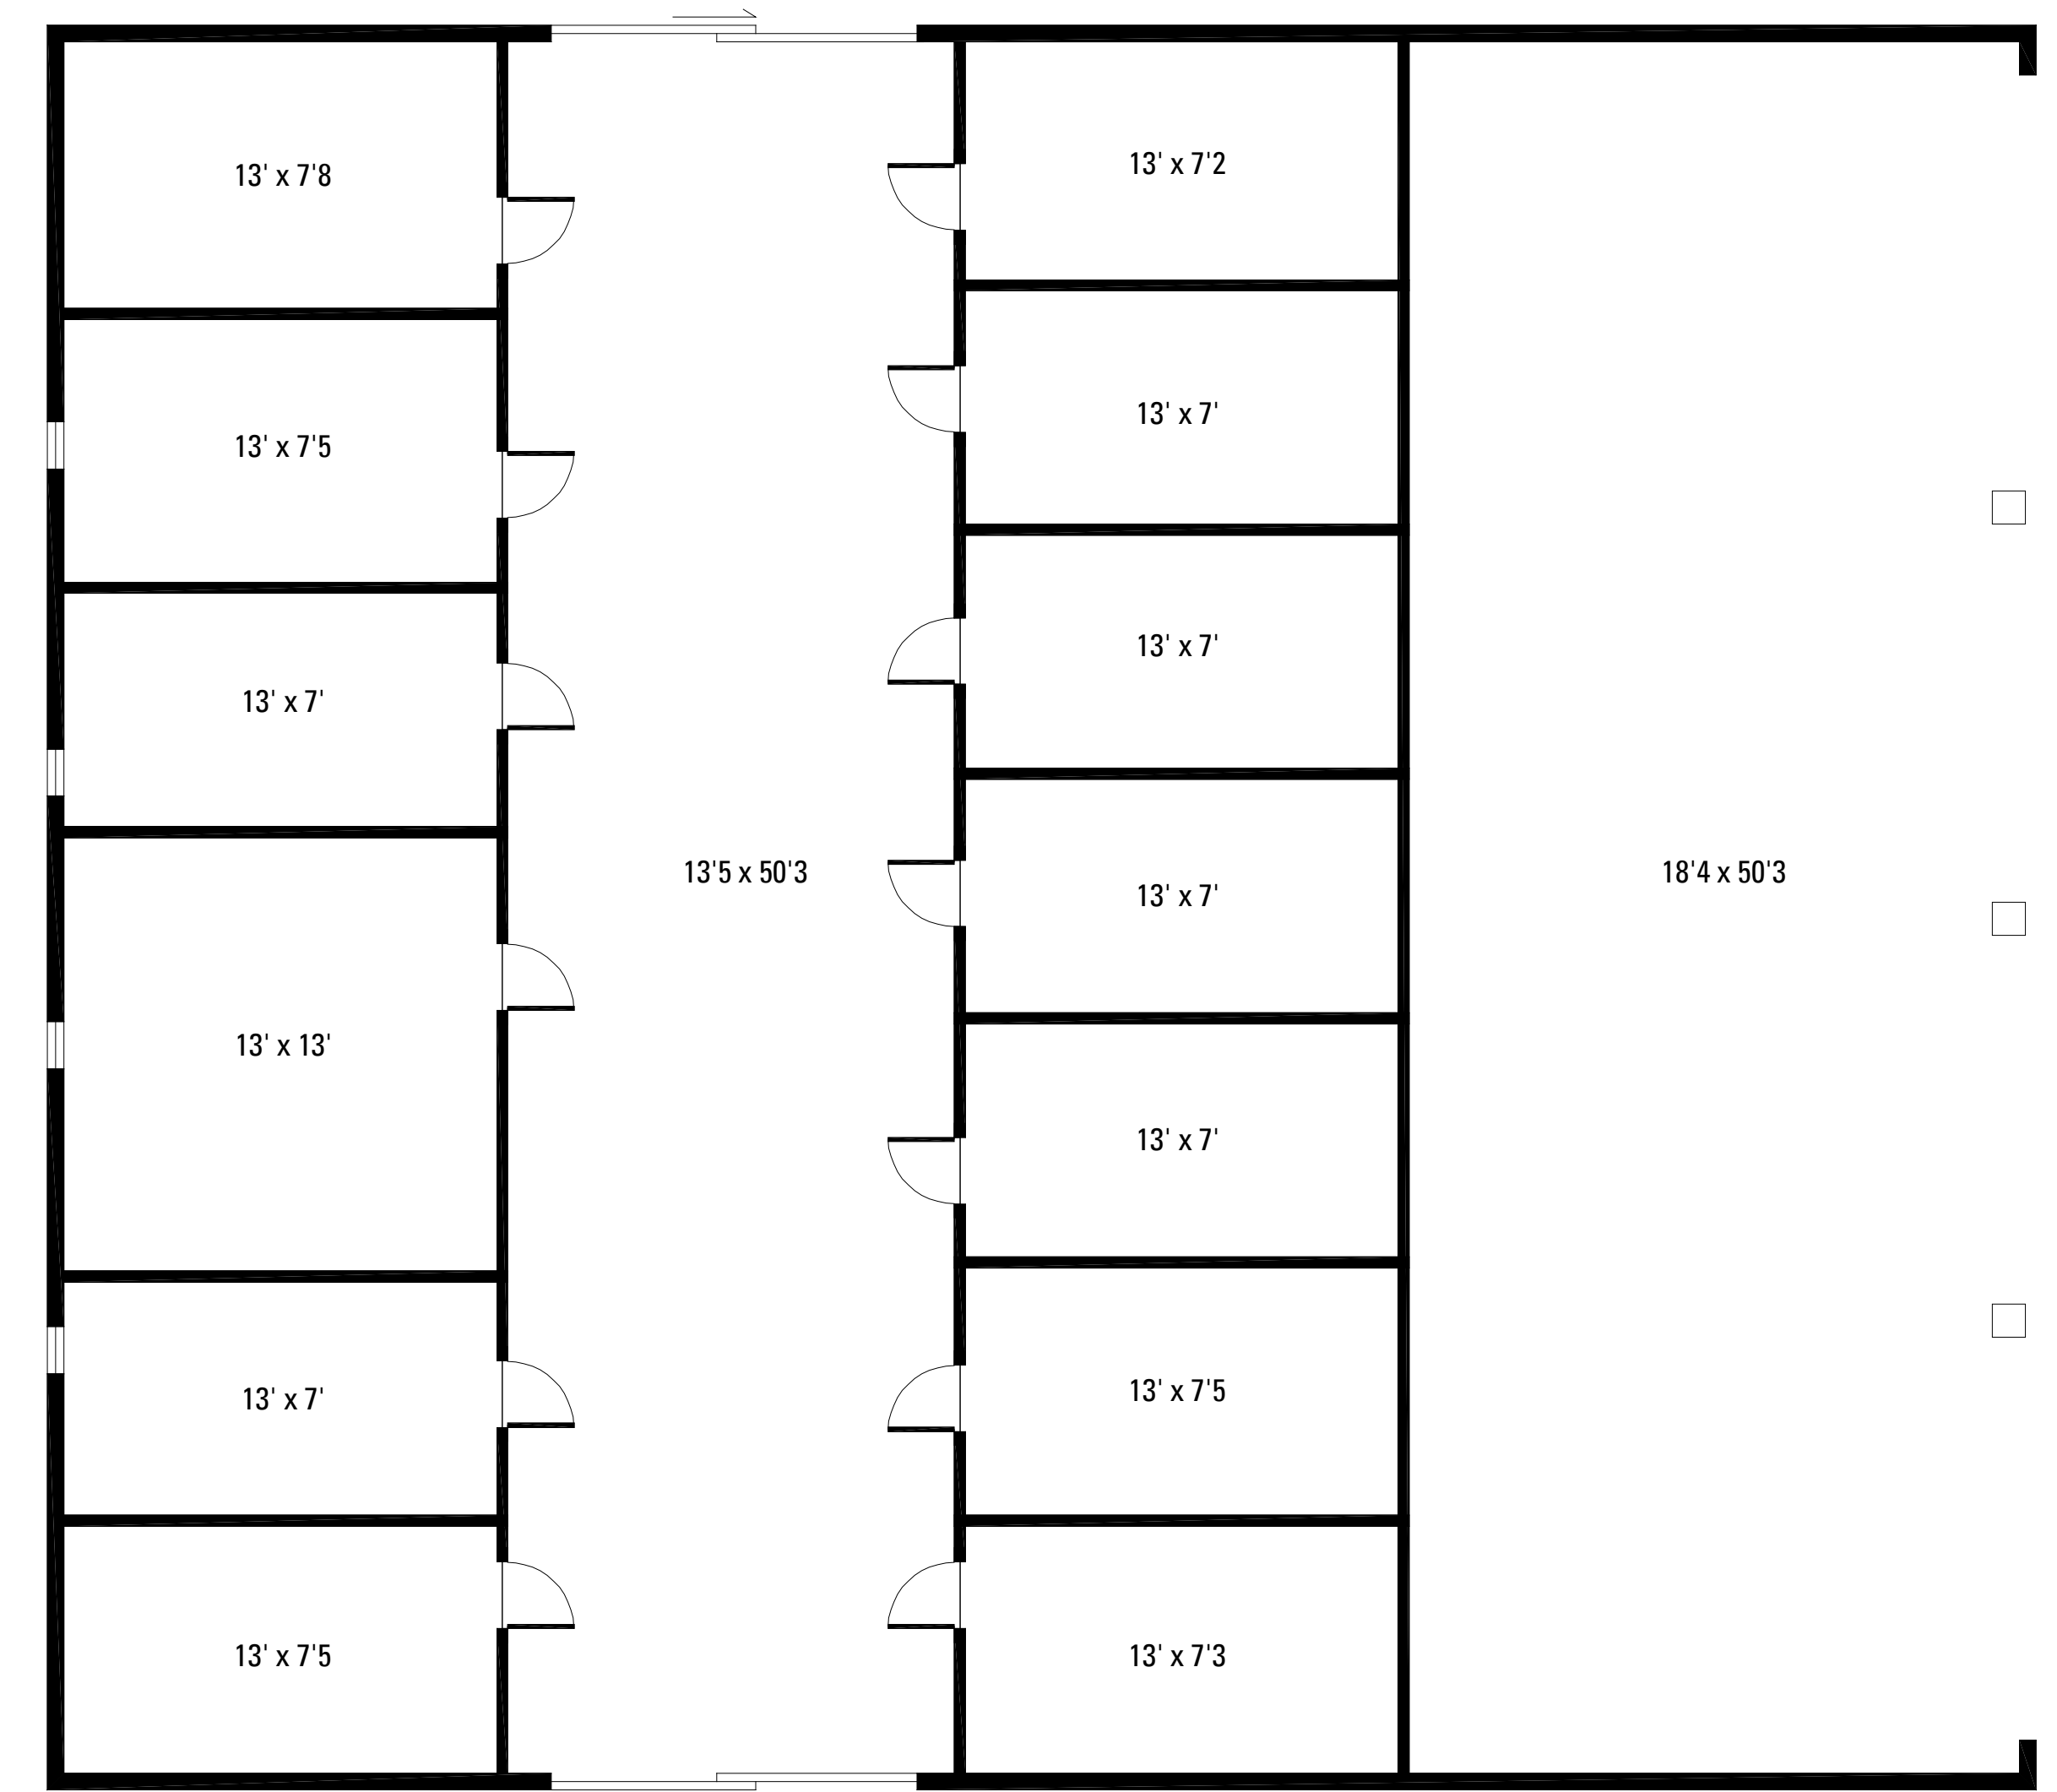 13' x 7'8
13' x 7'2
13' x 7'5
13' x 7'
13' x 7'
13' x 7'
13' x 7'
13'5 x 50'3
18'4 x 50'3
13' x 13'
13' x 7'
13' x 7'
13' x 7'5
13' x 7'5
13' x 7'3